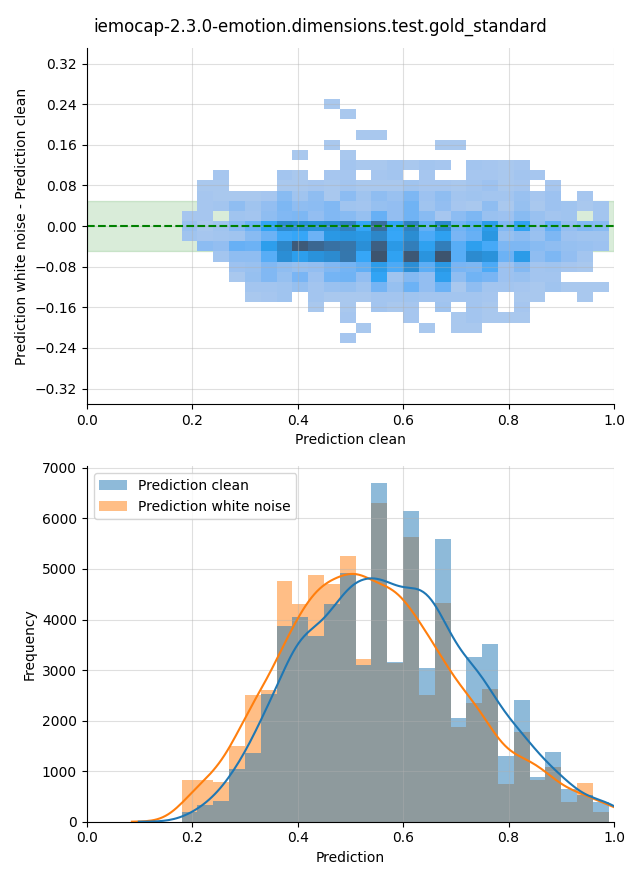 iemocap-2.3.0-emotion.dimensions.test.gold_standard
Prediction white noise - Prediction clean
0.32
0.24
0.16
0.08
0.00
−0.08
−0.16
−0.24
−0.32
0.0 0.2 0.4 0.6 0.8 1.0
Prediction clean
Frequency
7000
6000
5000
4000
3000
2000
1000
0
Prediction clean
Prediction white noise
0.0 0.2 0.4 0.6 0.8 1.0
Prediction